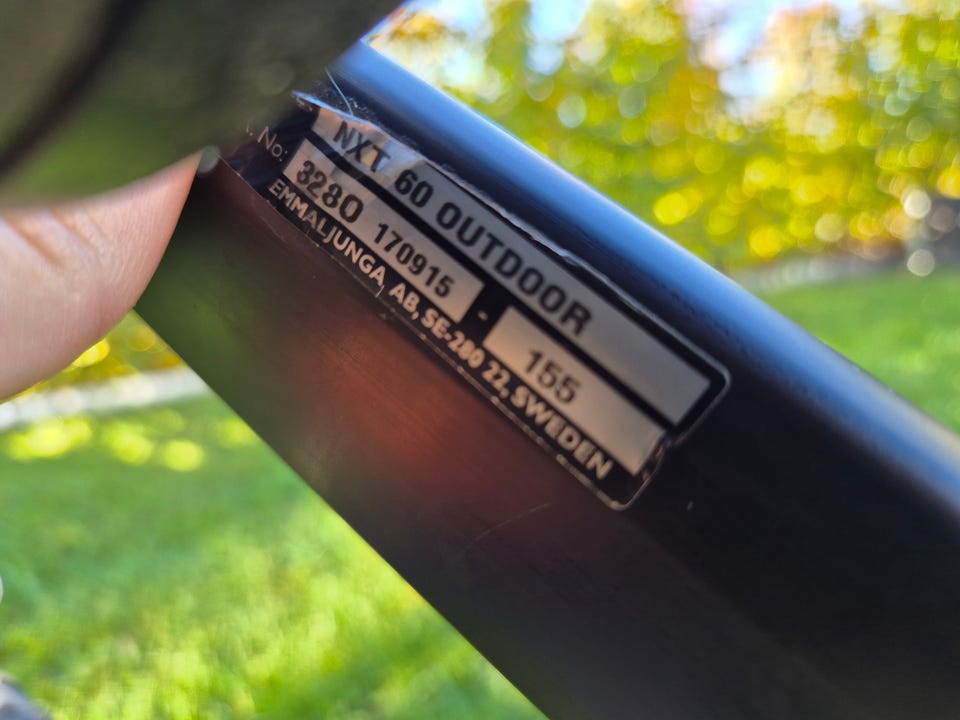 NXT 60 OUTDOOR
. No: 3280 170915 - 155
EMMALJUNGA, AB, SE-280 22, SWEDEN